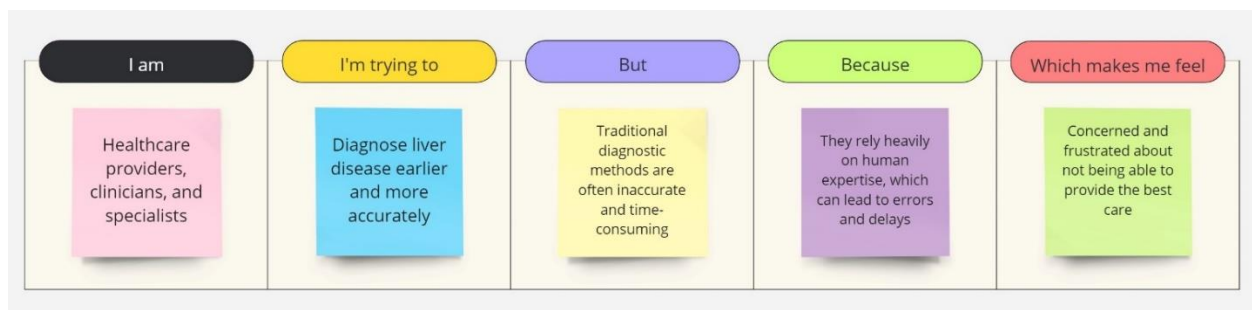 I am
I'm trying to
But
Because
Which makes me feel
Healthcare
providers,
clinicians, and
specialists
Diagnose liver
disease earlier
and more
accurately
Traditional
diagnostic
methods are
often inaccurate
and time-
consuming
They rely heavily
on human
expertise, which
can lead to errors
and delays
Concerned and
frustrated about
not being able to
provide the best
care